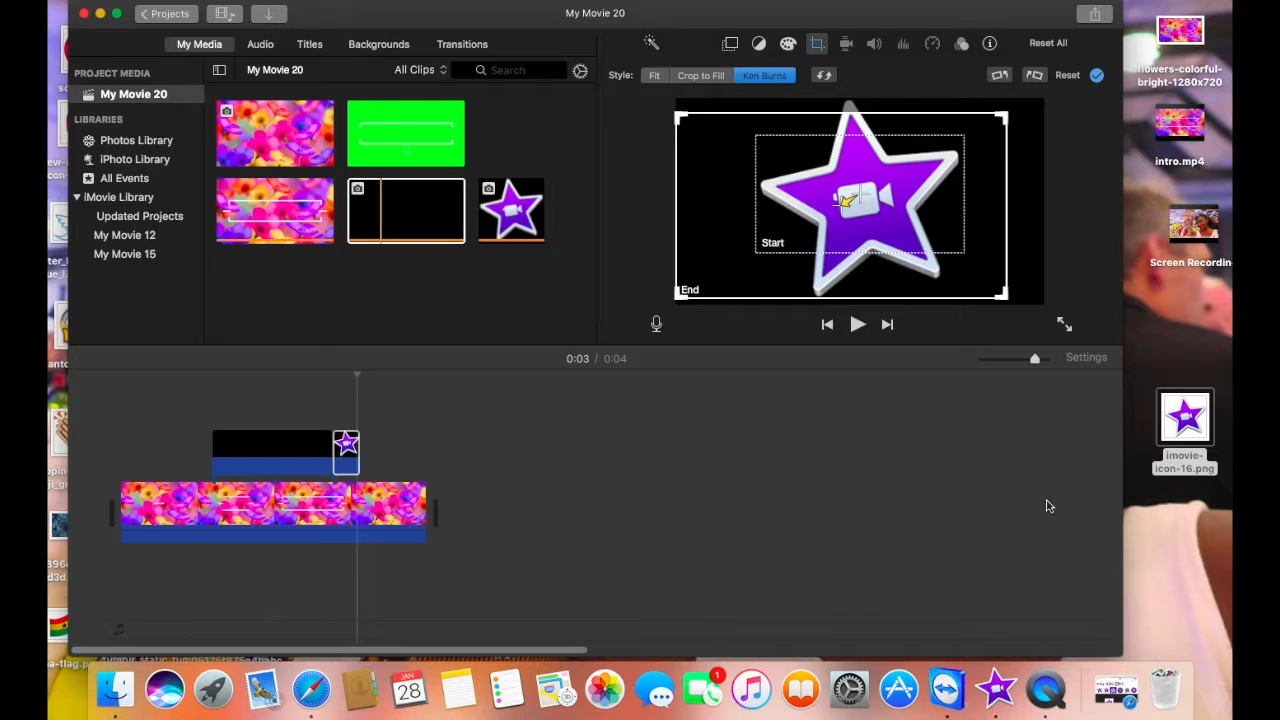 Projects
My Movie 20
My Media
Audio
Titles
Backgrounds
Transitions
Reset All
PROJECT MEDIA
My Movie 20
All Clips
Search
Style:
Fit
Crop to Fill
Ken Burns
Reset
My Movie 20
LIBRARIES
Photos Library
iPhoto Library
All Events
iMovie Library
Updated Projects
My Movie 12
My Movie 15
Start
End
0:03 / 0:04
Settings
flowers-colorful-
bright-1280x720
intro.mp4
Screen Recordin
imovie-
icon-16.png
JAN
28
1